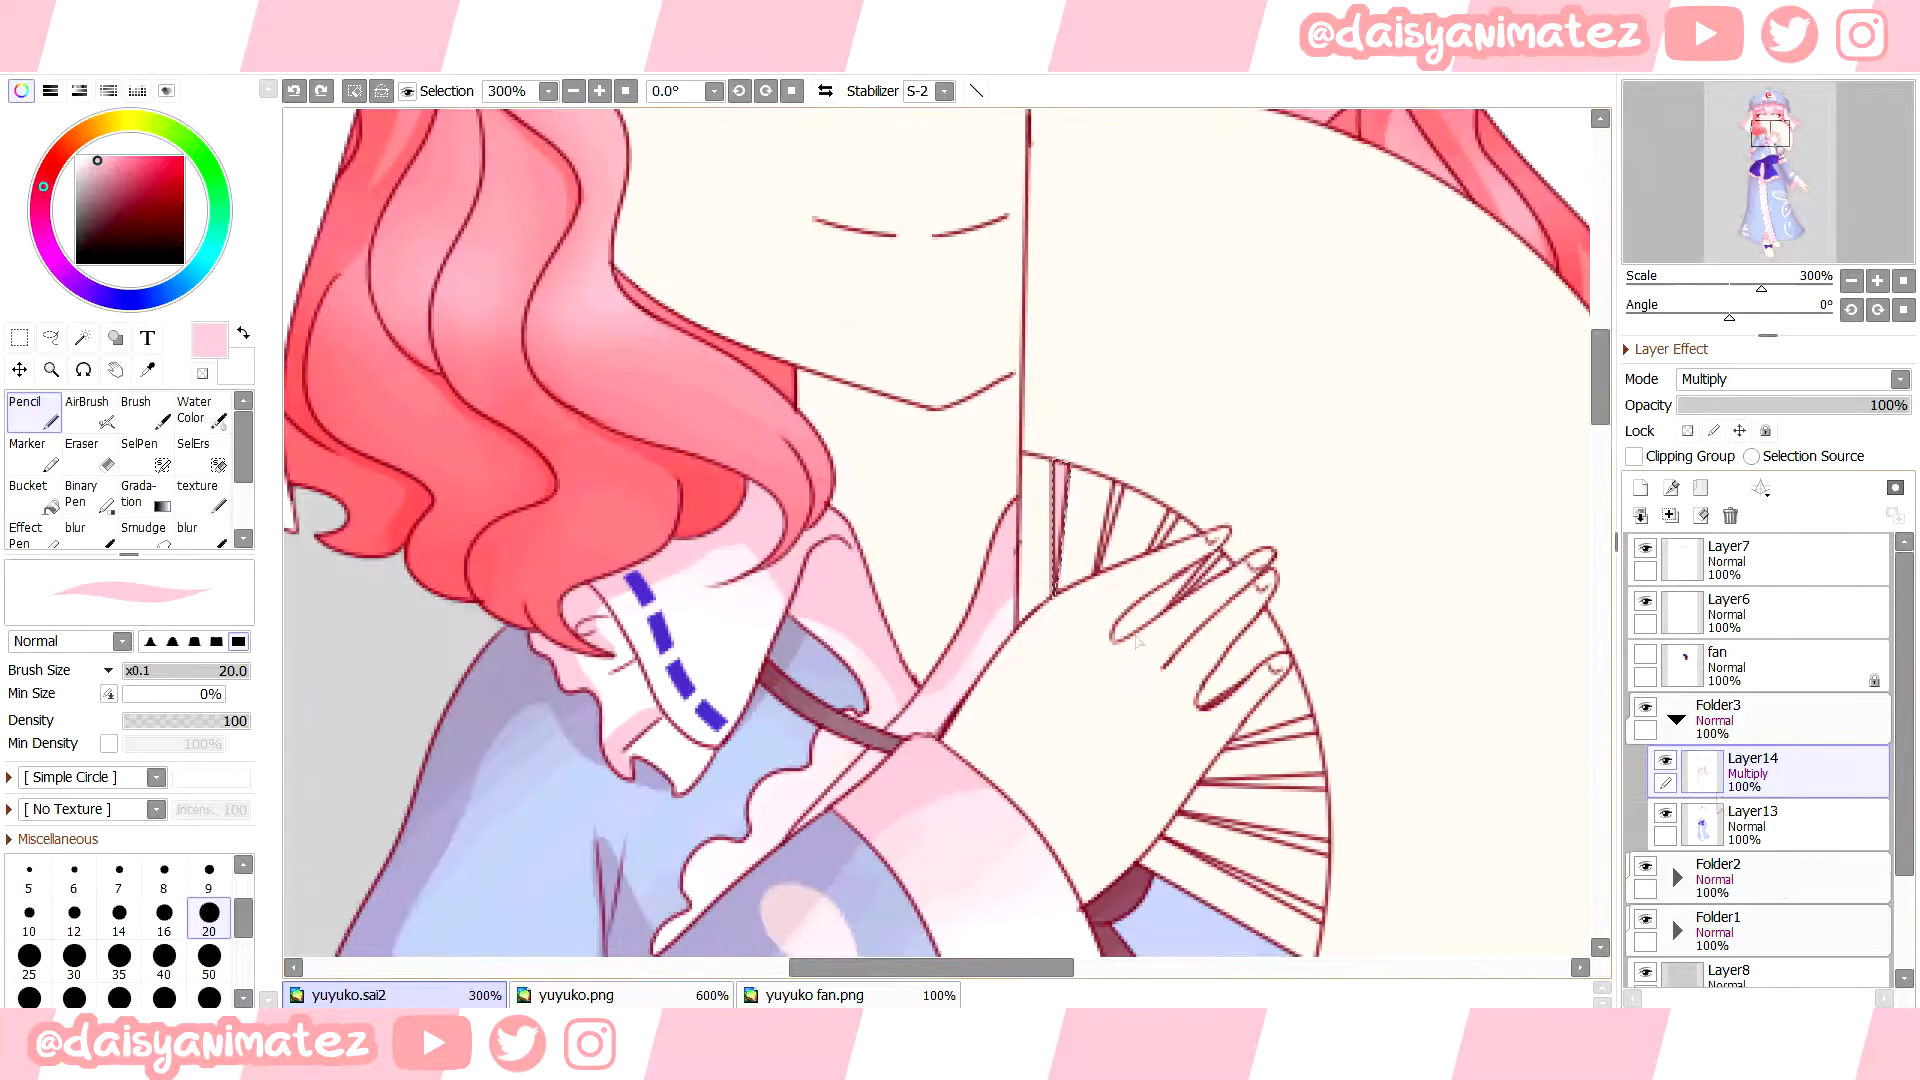 @daisyanimatez
Selection 300% 0.0° Stabilizer S-2
T
Pencil AirBrush Brush Water Color
Marker Eraser SelPen SelErs
Bucket Binary Pen Grada-tion texture
Effect Pen blur Smudge blur
Normal
Brush Size x0.1 20.0
Min Size 0%
Density 100
Min Density 100%
[ Simple Circle ]
[ No Texture ] Intens. 100
Miscellaneous
5 6 7 8 9
10 12 14 16 20
25 30 35 40 50
yuyuko.sai2 300% yuyuko.png 600% yuyuko fan.png 100%
Scale 300%
Angle 0°
Layer Effect
Mode Multiply
Opacity 100%
Lock
Clipping Group Selection Source
Layer7
Normal
100%
Layer6
Normal
100%
fan
Normal
100%
Folder3
Normal
100%
Layer14
Multiply
100%
Layer13
Normal
100%
Folder2
Normal
100%
Folder1
Normal
100%
Layer8
Normal
@daisyanimatez